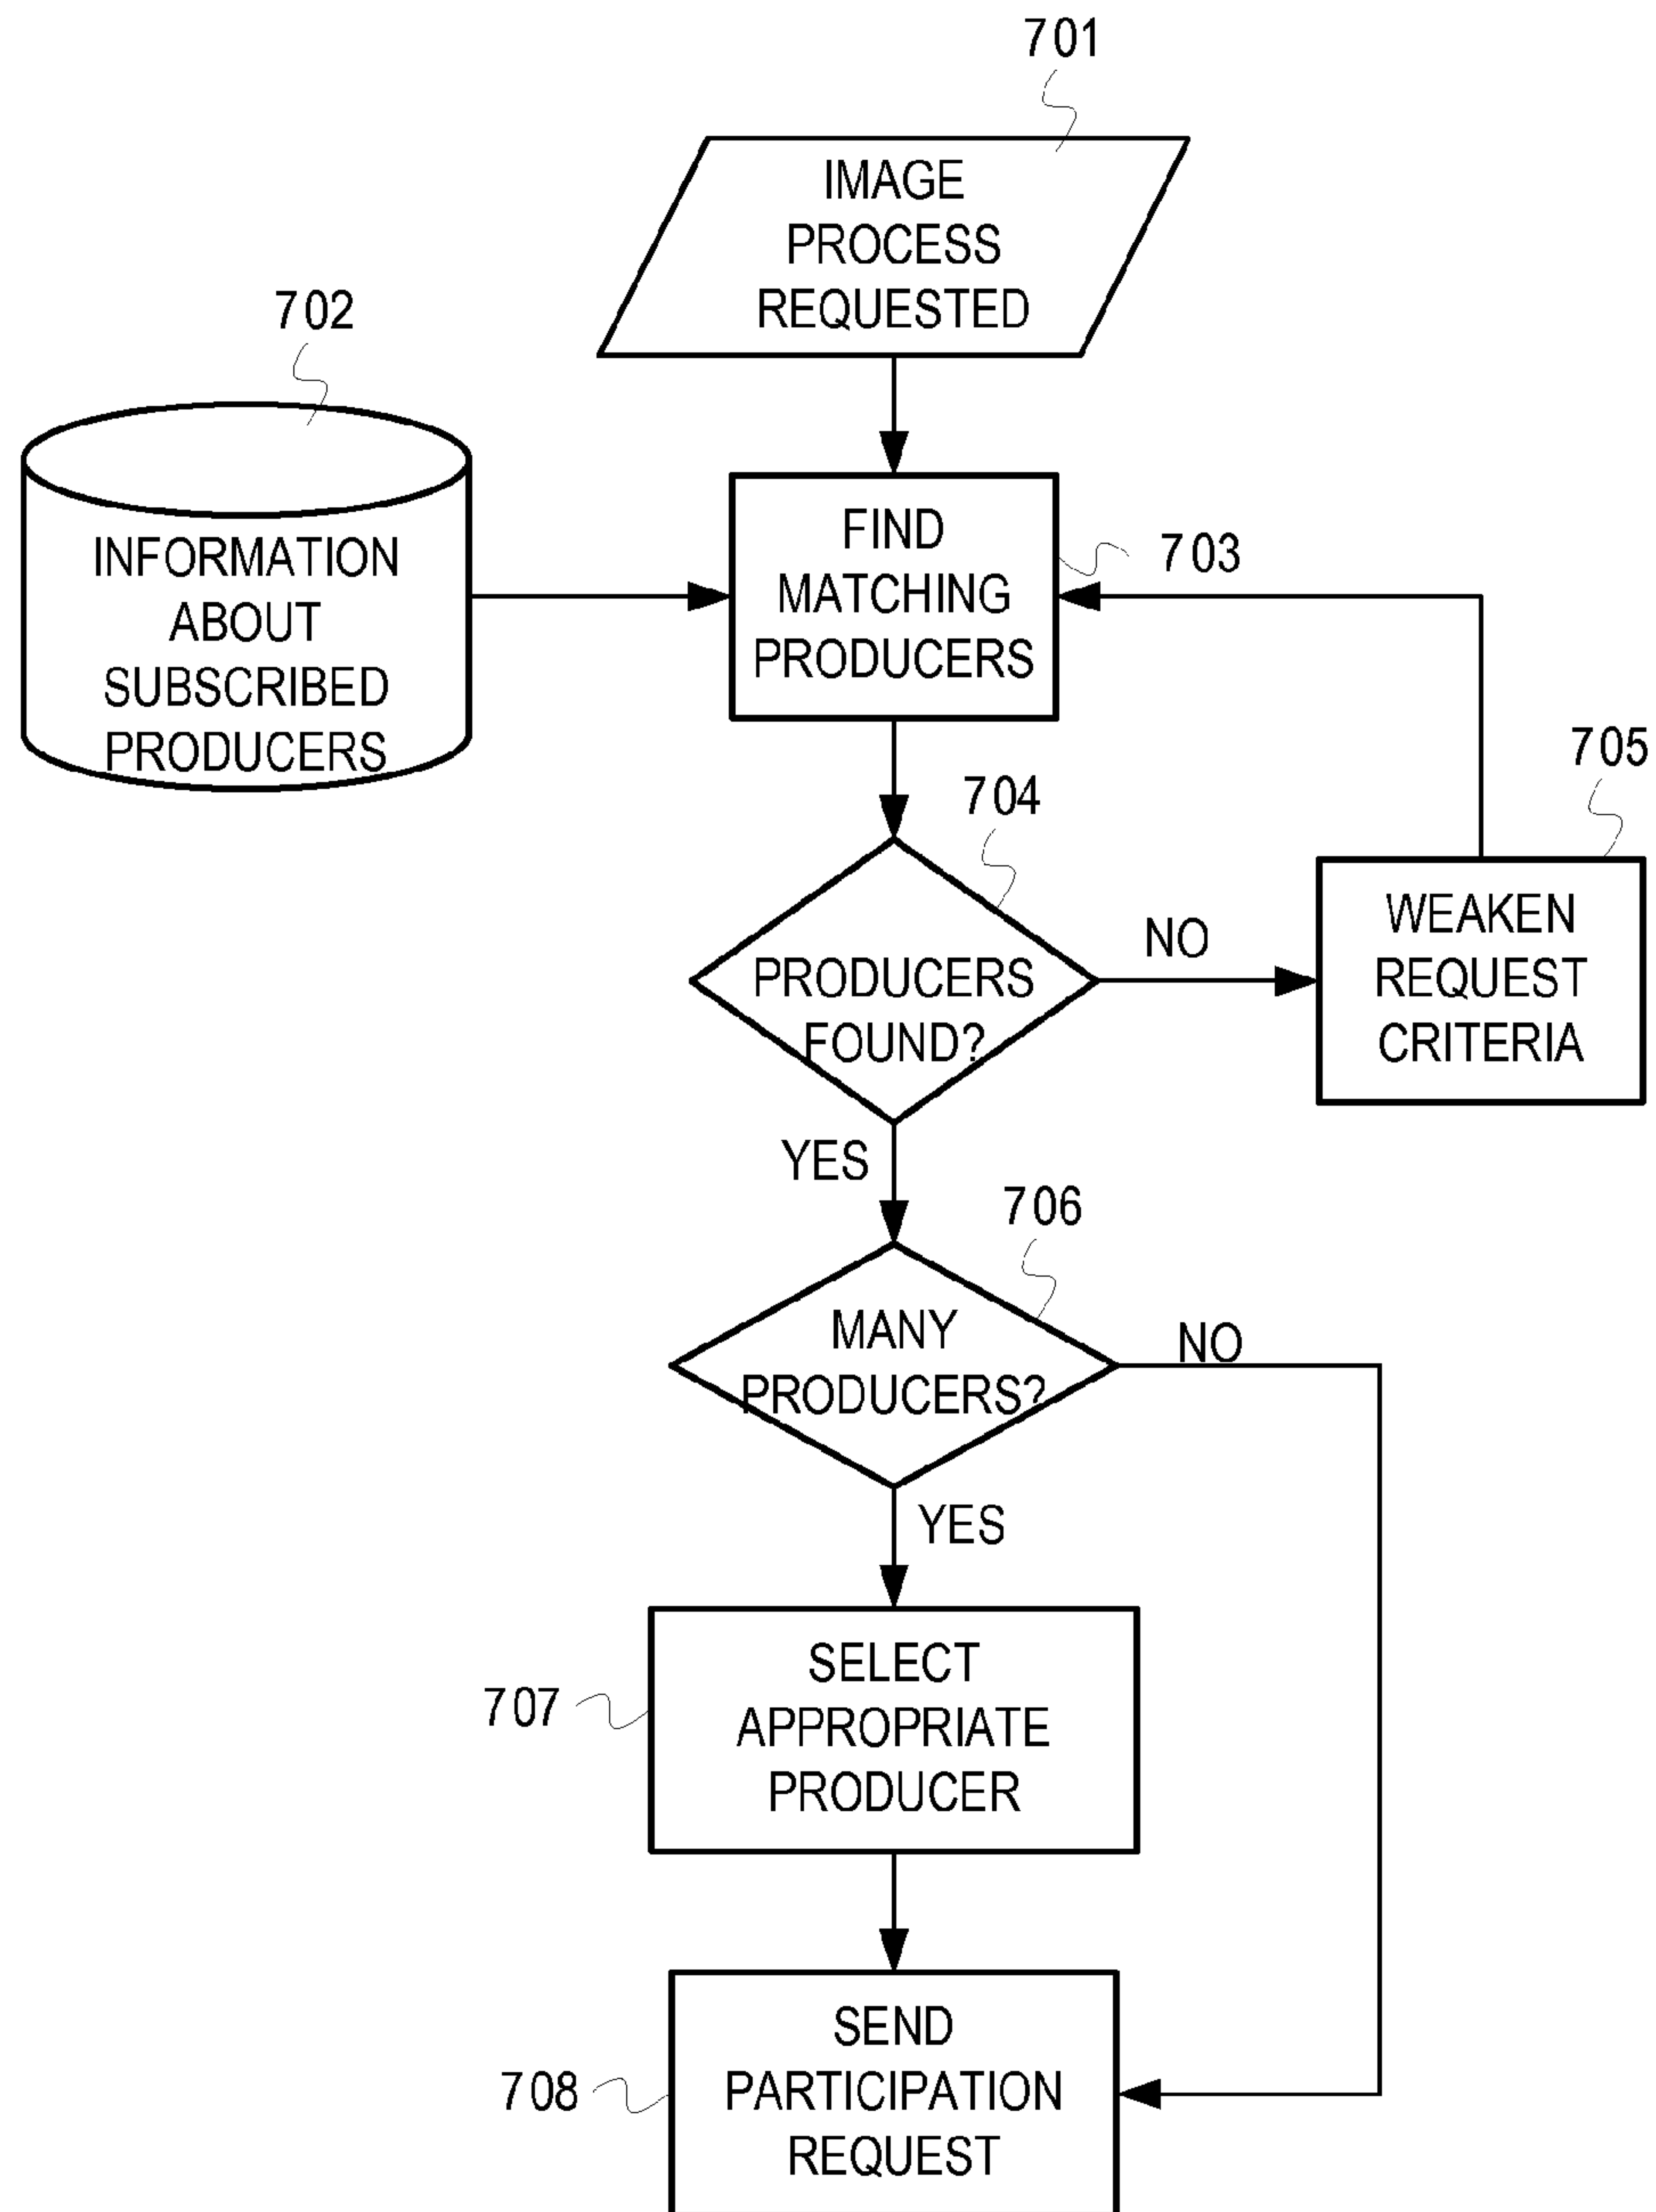 701
IMAGE
PROCESS
REQUESTED
702
INFORMATION
ABOUT
SUBSCRIBED
PRODUCERS
FIND
MATCHING
PRODUCERS
703
704
PRODUCERS
FOUND?
NO
705
WEAKEN
REQUEST
CRITERIA
YES
706
MANY
PRODUCERS?
NO
YES
707
SELECT
APPROPRIATE
PRODUCER
708
SEND
PARTICIPATION
REQUEST